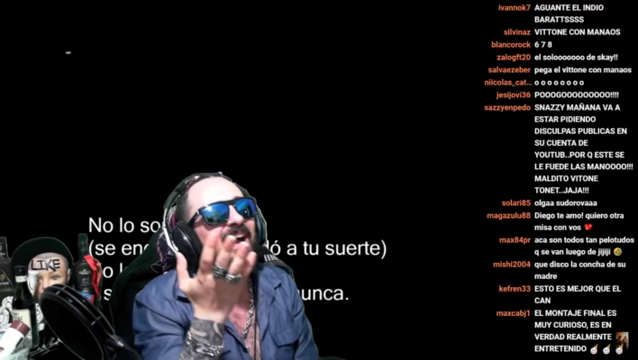 ivannok7 AGUANTE EL INDIO
BARATTSSSS
silvinaz VITTONE CON MANAOS
blancorock 6 7 8
zalogft20 el solooooooo de skay!!
salvaezeber pega el vittone con manaos
niicolas_cat... o o o o o o o o
jesijovi36 POOOGOOOOOOOOO!!!!
sazzyenpedo SNAZZY MAÑANA VA A
ESTAR PIDIENDO
DISCULPAS PUBLICAS EN
SU CUENTA DE
YOUTUB..POR Q ESTE SE
LE FUEDE LAS MANOOOO!!!
MALDITO VITONE
TONET..JAJA!!!
solari85 olgaa sudorovaaa
magazulu88 Diego te amo! quiero otra
misa con vos
max84pr aca son todos tan pelotudos
q se van luego de jijiji
mishi2004 que disco la concha de su
madre
kefren33 ESTO ES MEJOR QUE EL
CAN
maxcabj1 EL MONTAJE FINAL ES
MUY CURIOSO, ES EN
VERDAD REALMENTE
ENTRETENIDO
No lo so
(se en
ó a tu suerte)
unca.
LIKE